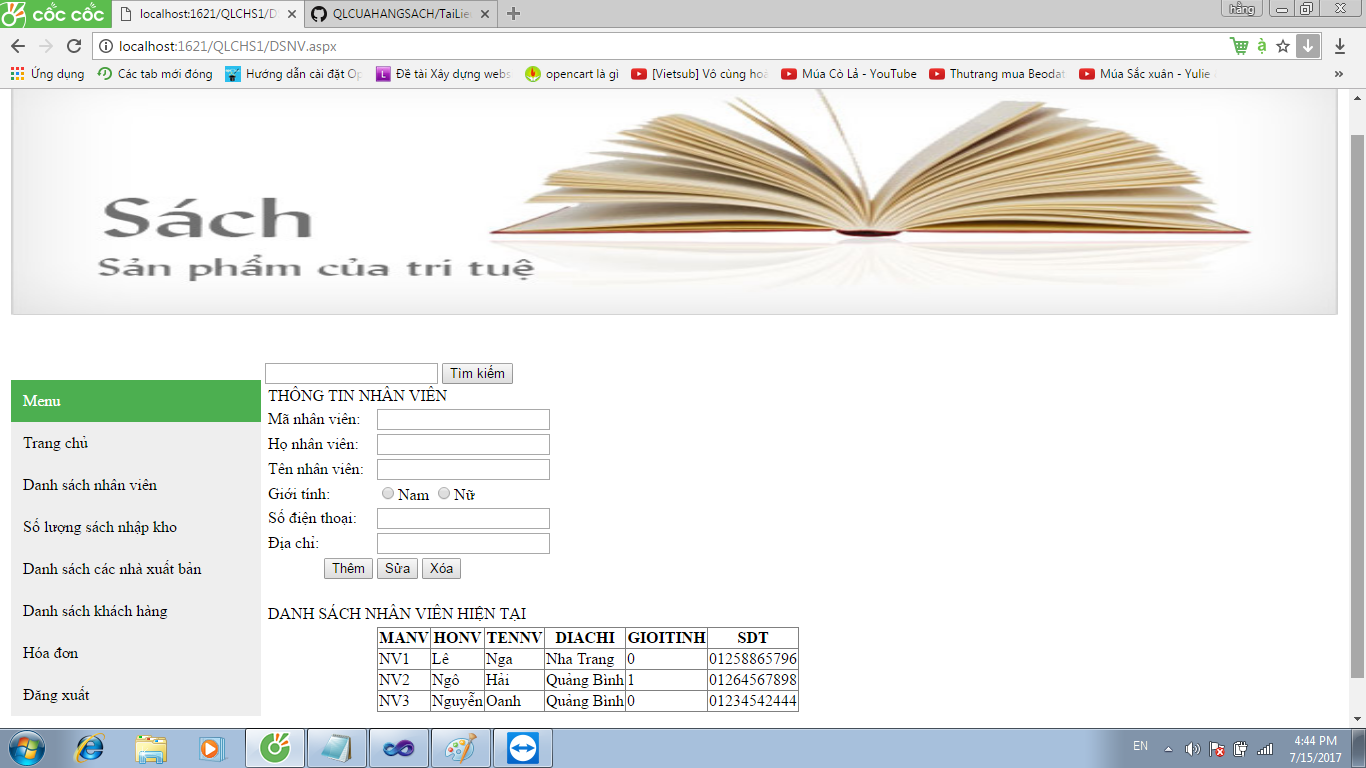 cốc cốc
localhost:1621/QLCHS1/D
QLCUAHANGSACH/TaiLie
hằng
localhost:1621/QLCHS1/DSNV.aspx
à
Ứng dụng
Các tab mới đóng
Hướng dẫn cài đặt Op
Đề tài Xây dựng webs
opencart là gì
[Vietsub] Vô cùng hoà
Múa Cò Lả - YouTube
Thutrang mua Beodat
Múa Sắc xuân - Yulie
»
Sách
Sản phẩm của trí tuệ
Tìm kiếm
Menu
Trang chủ
Danh sách nhân viên
Số lượng sách nhập kho
Danh sách các nhà xuất bản
Danh sách khách hàng
Hóa đơn
Đăng xuất
THÔNG TIN NHÂN VIÊN
Mã nhân viên:
Họ nhân viên:
Tên nhân viên:
Giới tính: Nam Nữ
Số điện thoại:
Địa chỉ:
Thêm Sửa Xóa
DANH SÁCH NHÂN VIÊN HIỆN TẠI
MANV HONV TENNV DIACHI GIOITINH SDT
NV1 Lê Nga Nha Trang 0 01258865796
NV2 Ngô Hải Quảng Bình 1 01264567898
NV3 Nguyễn Oanh Quảng Bình 0 01234542444
EN
4:44 PM
7/15/2017